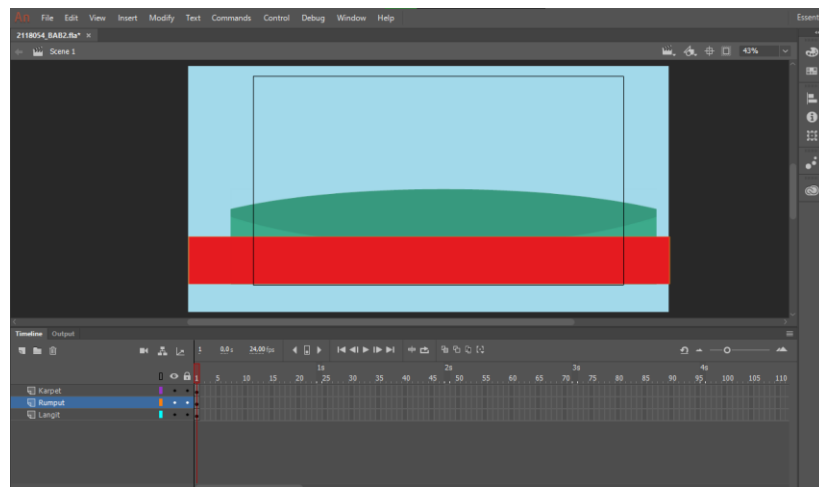 An File Edit View Insert Modify Text Commands Control Debug Window Help Essent
2118054_BAB2.fla* ×
Scene 1 43%
Timeline Output
1 0.0 s 24.00 fps
1s 2s 3s 4s
1 5 10 15 20 25 30 35 40 45 50 55 60 65 70 75 80 85 90 95 100 105 110
Karpet
Rumput
Langit